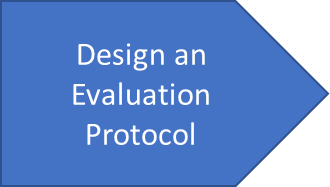 Design an
Evaluation
Protocol